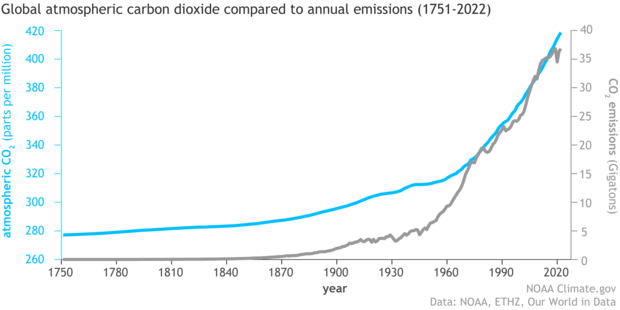 Global atmospheric carbon dioxide compared to annual emissions (1751-2022)
atmospheric CO2 (parts per million)
420
400
380
360
340
320
300
280
260
40
35
30
25
20
15
10
5
0
CO2 emissions (Gigatons)
1750 1780 1810 1840 1870 1900 1930 1960 1990 2020
year
NOAA Climate.gov
Data: NOAA, ETHZ, Our World in Data